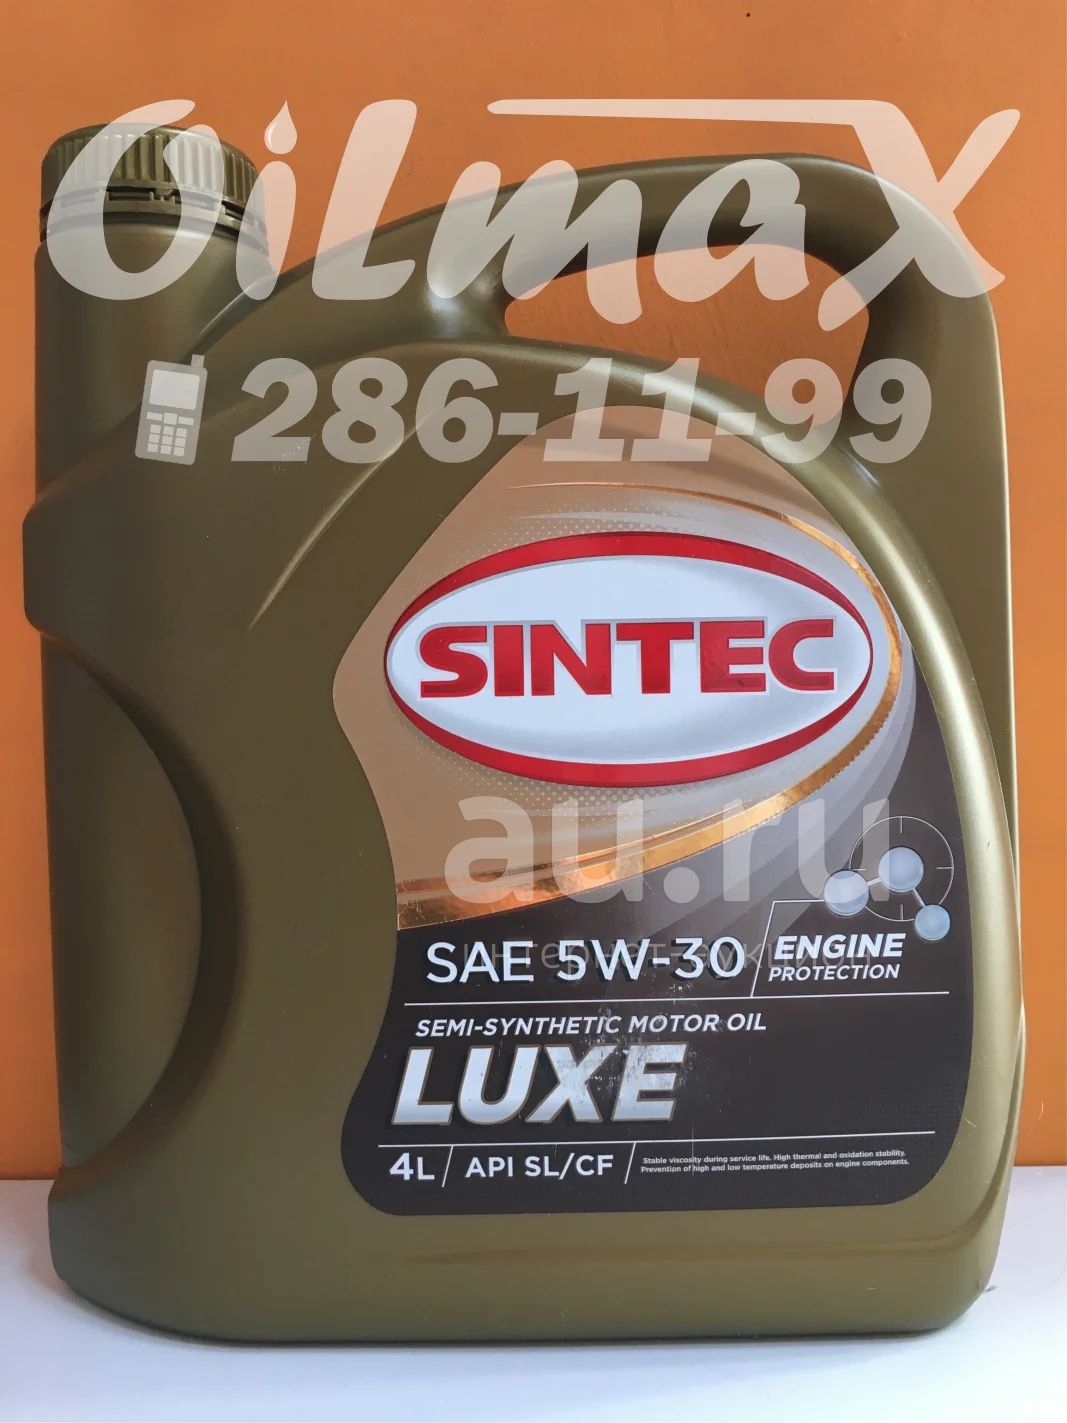 OilmaX
286-11-99
SINTEC
au.ru
интернет-аукцион
SAE 5W-30
ENGINE
PROTECTION
SEMI-SYNTHETIC MOTOR OIL
LUXE
4L / API SL/CF
Stable viscosity during service life. High thermal and oxidation stability.
Prevention of high and low temperature deposits on engine components.